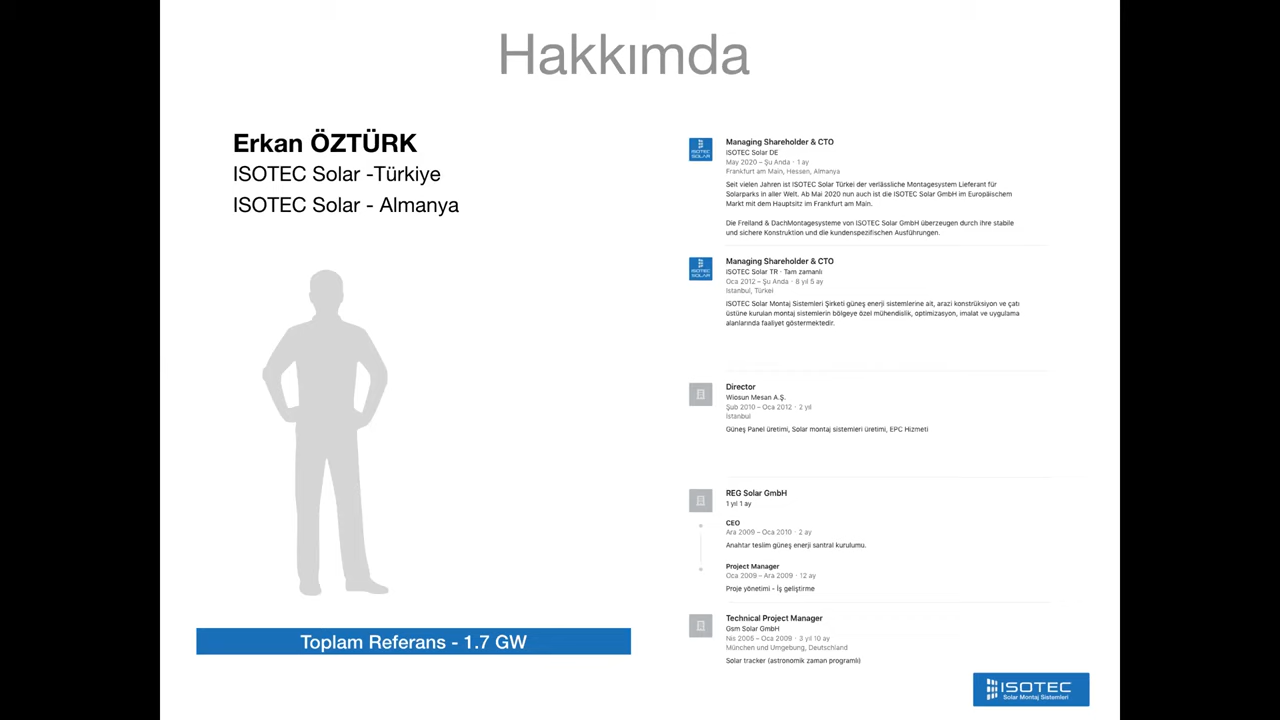 Hakkımda
Erkan ÖZTÜRK
ISOTEC Solar -Türkiye
ISOTEC Solar - Almanya
Toplam Referans - 1.7 GW
ISOTEC
SOLAR
Managing Shareholder & CTO
ISOTEC Solar DE
May 2020 – Şu Anda · 1 ay
Frankfurt am Main, Hessen, Almanya
Seit vielen Jahren ist ISOTEC Solar Türkei der verlässliche Montagesystem Lieferant für
Solarparks in aller Welt. Ab Mai 2020 nun auch ist die ISOTEC Solar GmbH im Europäischem
Markt mit dem Hauptsitz im Frankfurt am Main.
Die Freiland & DachMontagesysteme von ISOTEC Solar GmbH überzeugen durch ihre stabile
und sichere Konstruktion und die kundenspezifischen Ausführungen.
ISOTEC
SOLAR
Managing Shareholder & CTO
ISOTEC Solar TR · Tam zamanlı
Oca 2012 – Şu Anda · 8 yıl 5 ay
Istanbul, Türkei
ISOTEC Solar Montaj Sistemleri Şirketi güneş enerji sistemlerine ait, arazi konstrüksiyon ve çatı
üstüne kurulan montaj sistemlerin bölgeye özel mühendislik, optimizasyon, imalat ve uygulama
alanlarında faaliyet göstermektedir.
Director
Wiosun Mesan A.Ş.
Şub 2010 – Oca 2012 · 2 yıl
Istanbul
Güneş Panel üretimi, Solar montaj sistemleri üretimi, EPC Hizmeti
REG Solar GmbH
1 yıl 1 ay
CEO
Ara 2009 – Oca 2010 · 2 ay
Anahtar teslim güneş enerji santral kurulumu.
Project Manager
Oca 2009 – Ara 2009 · 12 ay
Proje yönetimi - İş geliştirme
Technical Project Manager
Gsm Solar GmbH
Nis 2005 – Oca 2009 · 3 yıl 10 ay
München und Umgebung, Deutschland
Solar tracker (astronomik zaman programlı)
ISOTEC
Solar Montaj Sistemleri